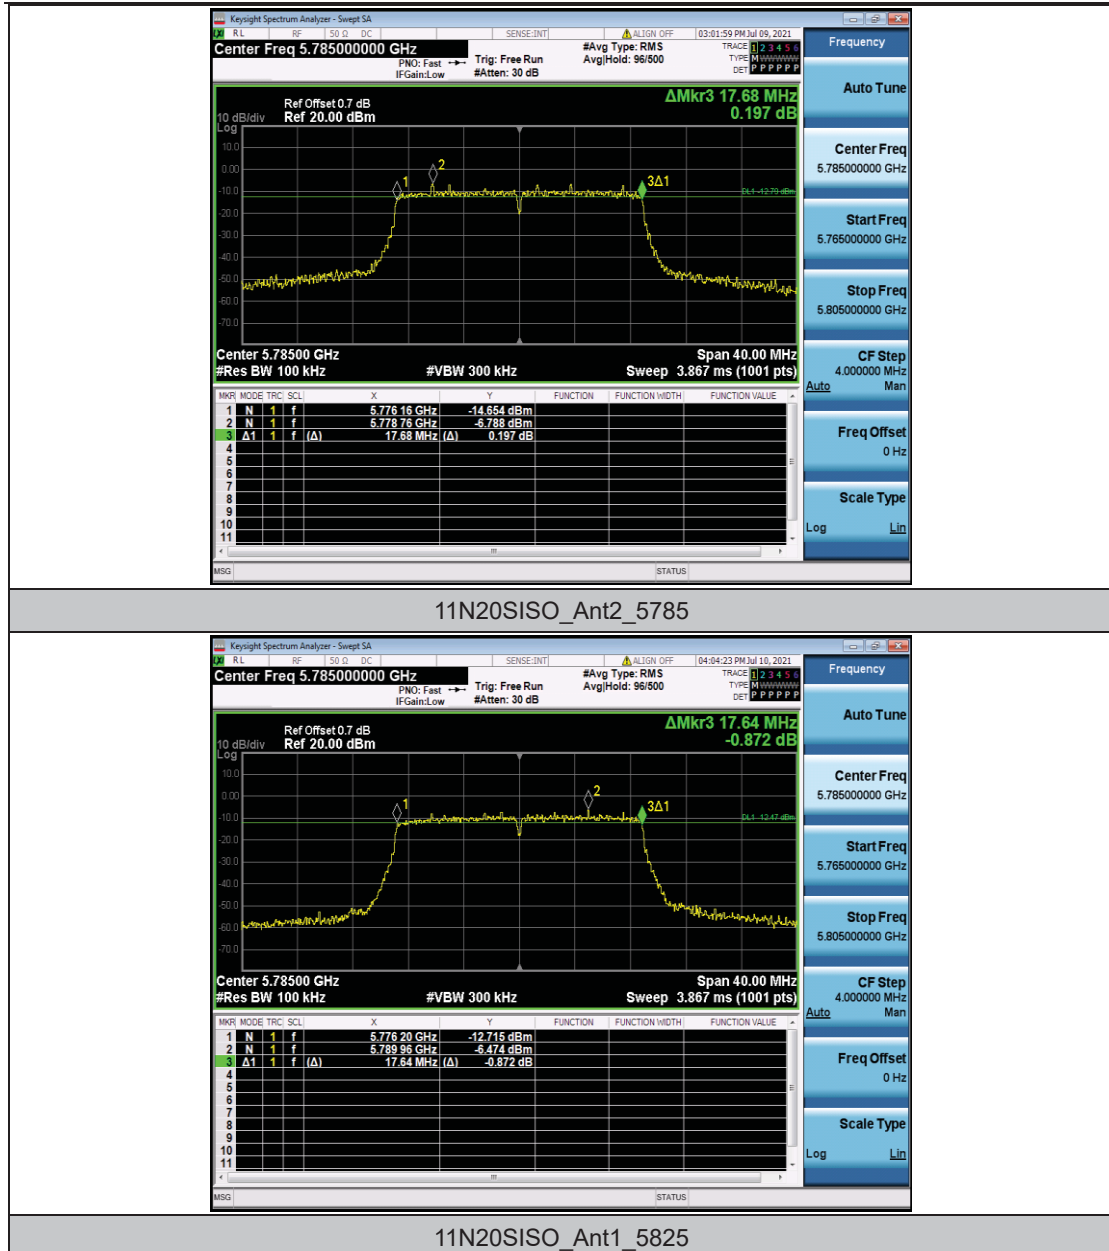 Keysight Spectrum Analyzer - Swept SA
LXI RL RF 50 Ω DC SENSE:INT ALIGN OFF 03:01:59 PM Jul 09, 2021
Center Freq 5.785000000 GHz
PNO: Fast
IFGain:Low
Trig: Free Run
#Atten: 30 dB
#Avg Type: RMS
Avg|Hold: 96/500
TRACE 1 2 3 4 5 6
TYPE M W W W W W
DET P P P P P P
ΔMkr3 17.68 MHz
0.197 dB
Ref Offset 0.7 dB
10 dB/div Ref 20.00 dBm
Log
10.0
0.00
-10.0
-20.0
-30.0
-40.0
-50.0
-60.0
-70.0
1
2
3Δ1
DL1 -12.79 dBm
Center 5.78500 GHz Span 40.00 MHz
#Res BW 100 kHz #VBW 300 kHz Sweep 3.867 ms (1001 pts)
MKR MODE TRC SCL X Y FUNCTION FUNCTION WIDTH FUNCTION VALUE
1 N 1 f 5.776 16 GHz -14.654 dBm
2 N 1 f 5.778 76 GHz -6.788 dBm
3 Δ1 1 f (Δ) 17.68 MHz (Δ) 0.197 dB
4
5
6
7
8
9
10
11
MSG STATUS
Frequency
Auto Tune
Center Freq
5.785000000 GHz
Start Freq
5.765000000 GHz
Stop Freq
5.805000000 GHz
CF Step
4.000000 MHz
Auto Man
Freq Offset
0 Hz
Scale Type
Log Lin
11N20SISO_Ant2_5785
Keysight Spectrum Analyzer - Swept SA
LXI RL RF 50 Ω DC SENSE:INT ALIGN OFF 04:04:23 PM Jul 10, 2021
Center Freq 5.785000000 GHz
PNO: Fast
IFGain:Low
Trig: Free Run
#Atten: 30 dB
#Avg Type: RMS
Avg|Hold: 96/500
TRACE 1 2 3 4 5 6
TYPE M W W W W W
DET P P P P P P
ΔMkr3 17.64 MHz
-0.872 dB
Ref Offset 0.7 dB
10 dB/div Ref 20.00 dBm
Log
10.0
0.00
-10.0
-20.0
-30.0
-40.0
-50.0
-60.0
-70.0
1
2
3Δ1
DL1 -12.47 dBm
Center 5.78500 GHz Span 40.00 MHz
#Res BW 100 kHz #VBW 300 kHz Sweep 3.867 ms (1001 pts)
MKR MODE TRC SCL X Y FUNCTION FUNCTION WIDTH FUNCTION VALUE
1 N 1 f 5.776 20 GHz -12.715 dBm
2 N 1 f 5.789 96 GHz -6.474 dBm
3 Δ1 1 f (Δ) 17.64 MHz (Δ) -0.872 dB
4
5
6
7
8
9
10
11
MSG STATUS
Frequency
Auto Tune
Center Freq
5.785000000 GHz
Start Freq
5.765000000 GHz
Stop Freq
5.805000000 GHz
CF Step
4.000000 MHz
Auto Man
Freq Offset
0 Hz
Scale Type
Log Lin
11N20SISO_Ant1_5825